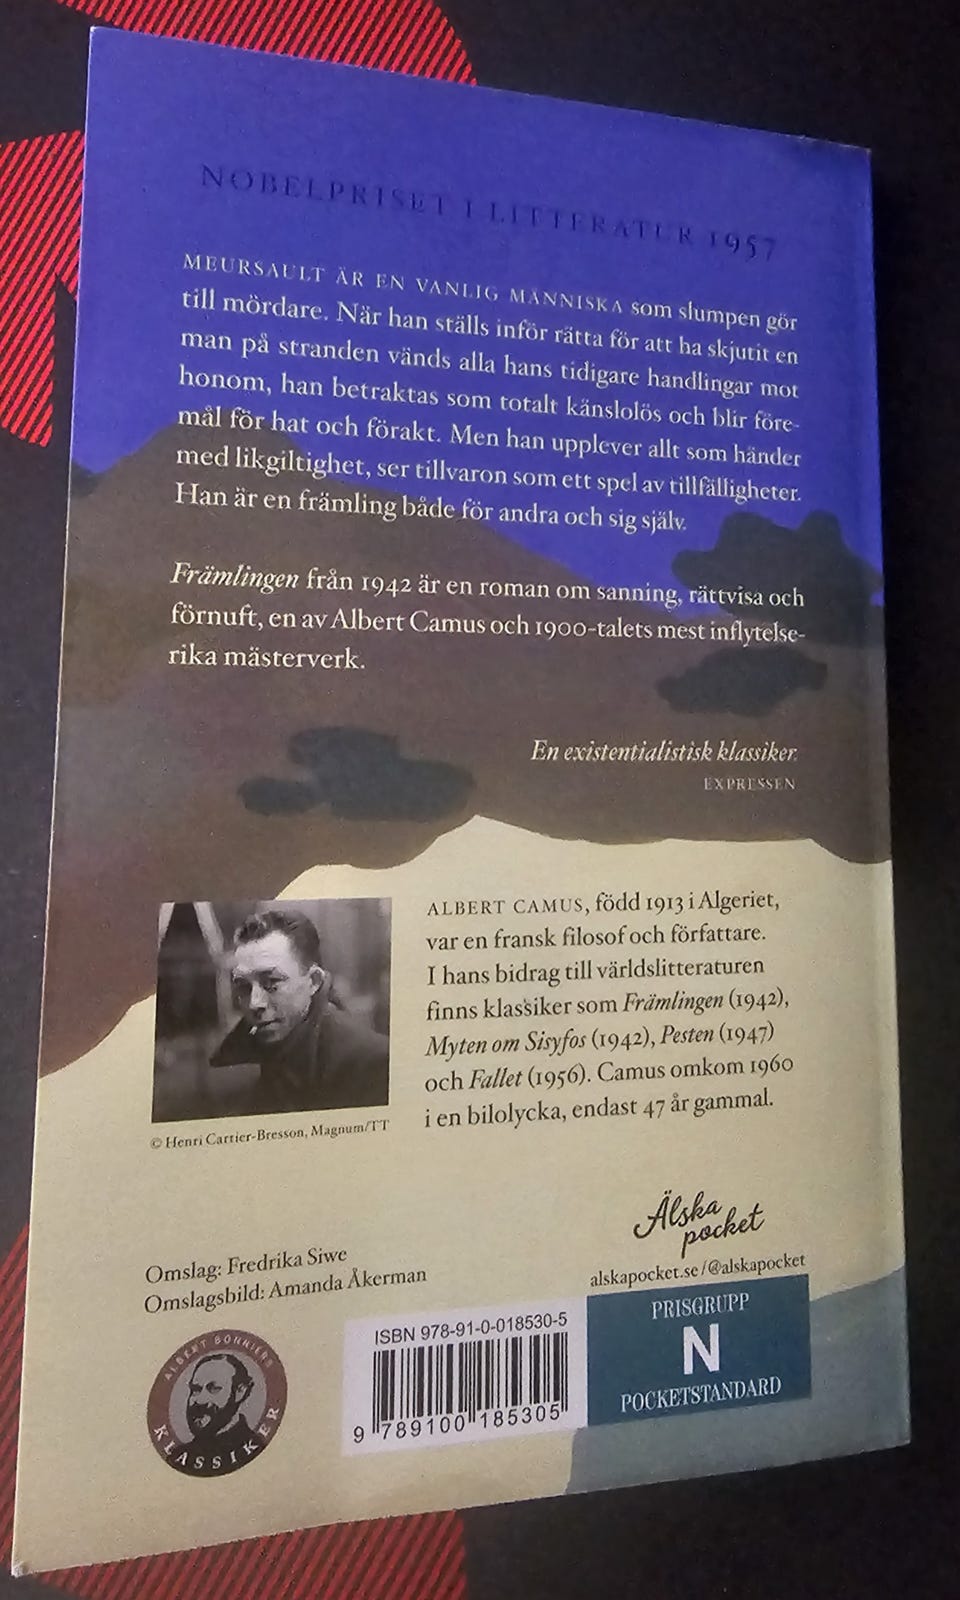 NOBELPRISET I LITTERATUR 1957
MEURSAULT ÄR EN VANLIG MÄNNISKA som slumpen gör
till mördare. När han ställs inför rätta för att ha skjutit en
man på stranden vänds alla hans tidigare handlingar mot
honom, han betraktas som totalt känslolös och blir före-
mål för hat och förakt. Men han upplever allt som händer
med likgiltighet, ser tillvaron som ett spel av tillfälligheter.
Han är en främling både för andra och sig själv.
Främlingen från 1942 är en roman om sanning, rättvisa och
förnuft, en av Albert Camus och 1900-talets mest inflytelse-
rika mästerverk.
En existentialistisk klassiker.
EXPRESSEN
ALBERT CAMUS, född 1913 i Algeriet,
var en fransk filosof och författare.
I hans bidrag till världslitteraturen
finns klassiker som Främlingen (1942),
Myten om Sisyfos (1942), Pesten (1947)
och Fallet (1956). Camus omkom 1960
i en bilolycka, endast 47 år gammal.
© Henri Cartier-Bresson, Magnum/TT
Älska
pocket
alskapocket.se/@alskapocket
Omslag: Fredrika Siwe
Omslagsbild: Amanda Åkerman
ALBERT BONNIERS
KLASSIKER
ISBN 978-91-0-018530-5
9 789100 185305
PRISGRUPP
N
POCKETSTANDARD